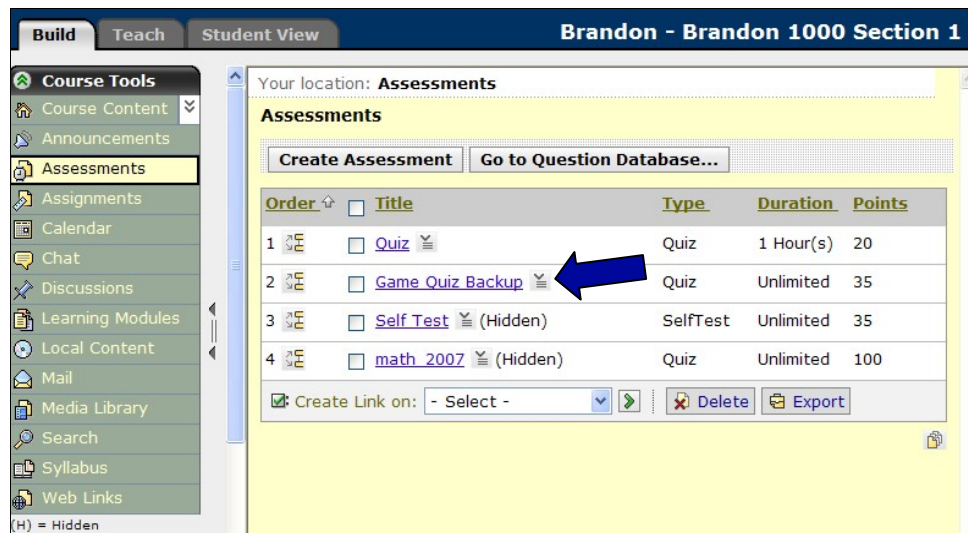 Build Teach Student View Brandon - Brandon 1000 Section 1
Course Tools
Course Content
Announcements
Assessments
Assignments
Calendar
Chat
Discussions
Learning Modules
Local Content
Mail
Media Library
Search
Syllabus
Web Links
(H) = Hidden
Your location: Assessments
Assessments
Create Assessment Go to Question Database...
Order Title Type Duration Points
1 Quiz Quiz 1 Hour(s) 20
2 Game Quiz Backup Quiz Unlimited 35
3 Self Test (Hidden) SelfTest Unlimited 35
4 math_2007 (Hidden) Quiz Unlimited 100
Create Link on: - Select - Delete Export